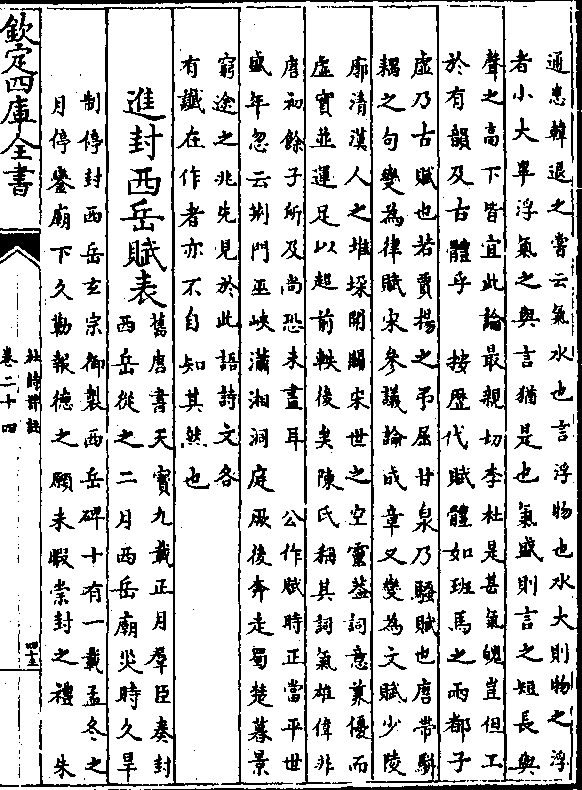 通患韓退之嘗云氣水也言浮物也水大則物之浮
者小大畢浮氣之與言猶是也氣盛則言之短長與
聲之高下皆宜此論最親切李杜是甚氣魄豈但工
於有韻及古體乎　按歴代賦體如班馬之兩都子
虛乃古賦也若賈揚之弔屈甘泉乃騷賦也唐帶駢
耦之句變為律賦宋參議論成章又變為文賦少陵
廓清漢人之堆垛開闢宋世之空靈葢詞意兼優而
虛實並運足以超前軼後矣陳氏稱其詞氣雄偉非
唐初餘子所及尚恐未盡耳　公作賦時正當平世
盛年忽云荆門巫峽瀟湘洞庭厥後奔走蜀楚暮景
窮途之兆先見於此語詩文各
有讖在作者亦不自知其然也
進封西岳賦表
舊唐書天寶九載正月羣臣奏封
西岳從之二月西岳廟災時久旱
制停封西岳玄宗御製西岳碑十有一載孟冬之
月停鑾廟下久勤報德之願未暇崇封之禮　朱
欽定四庫全書
杜詩詳註
卷二十四